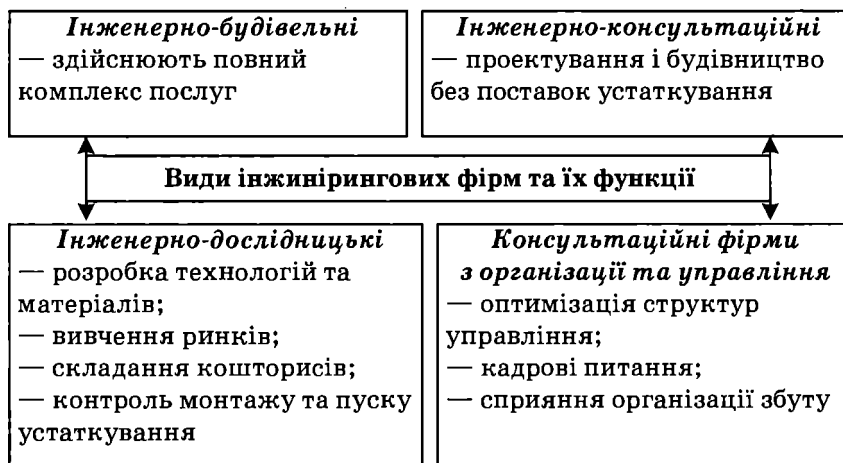 Інженерно-будівельні
— здійснюють повний
комплекс послуг
Інженерно-консультаційні
— проектування і будівництво
без поставок устаткування
Види інжинірингових фірм та їх функції
Інженерно-дослідницькі
— розробка технологій та
матеріалів;
— вивчення ринків;
— складання кошторисів;
— контроль монтажу та пуску
устаткування
Консультаційні фірми
з організації та управління
— оптимізація структур
управління;
— кадрові питання;
— сприяння організації збуту